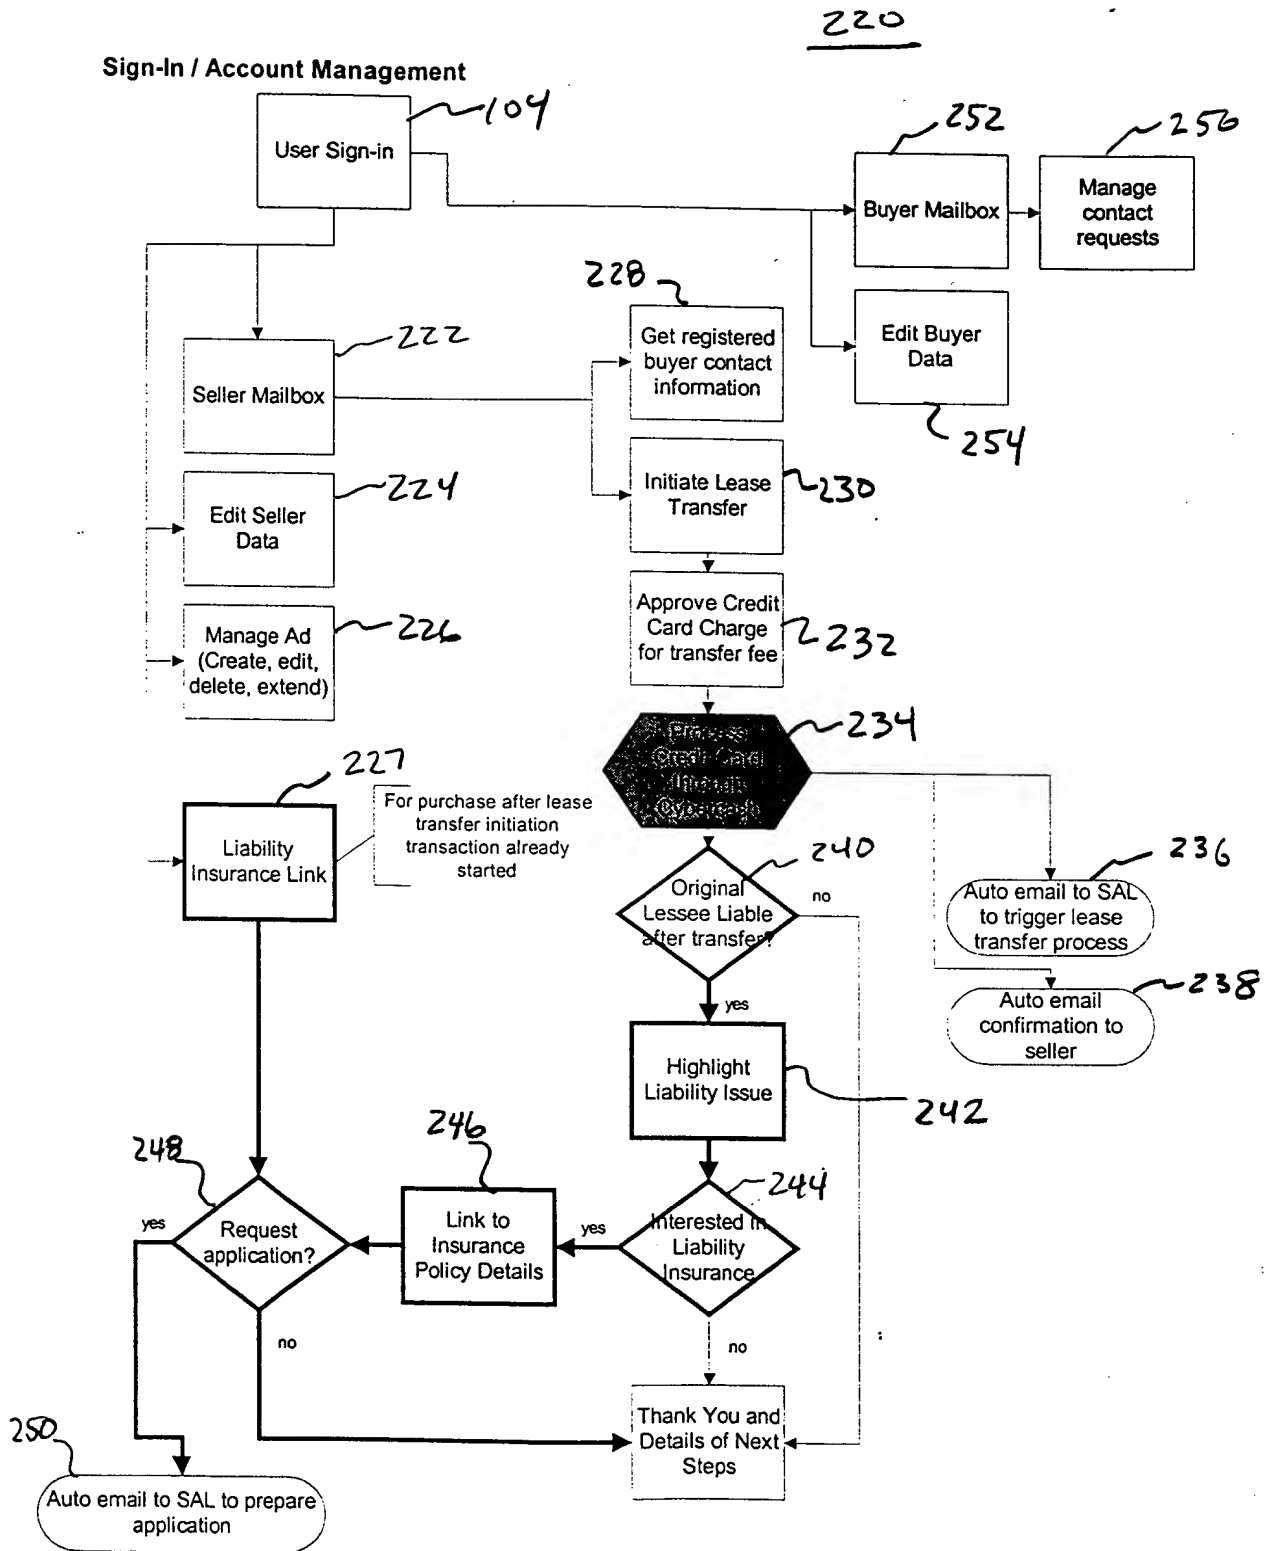 220
Sign-In / Account Management
104
User Sign-in
252
256
Buyer Mailbox
Manage
contact
requests
228
Get registered
buyer contact
information
Edit Buyer
Data
254
222
Seller Mailbox
224
Edit Seller
Data
Initiate Lease
Transfer
230
226
Manage Ad
(Create, edit,
delete, extend)
Approve Credit
Card Charge
for transfer fee
232
234
Process
Credit Card
through
Cybercash
227
Liability
Insurance Link
For purchase after lease
transfer initiation
transaction already
started
240
Original
Lessee Liable
after transfer?
no
yes
236
Auto email to SAL
to trigger lease
transfer process
238
Auto email
confirmation to
seller
Highlight
Liability Issue
242
248
246
244
yes
Request
application?
no
Link to
Insurance
Policy Details
yes
Interested in
Liability
Insurance
no
Thank You and
Details of Next
Steps
250
Auto email to SAL to prepare
application